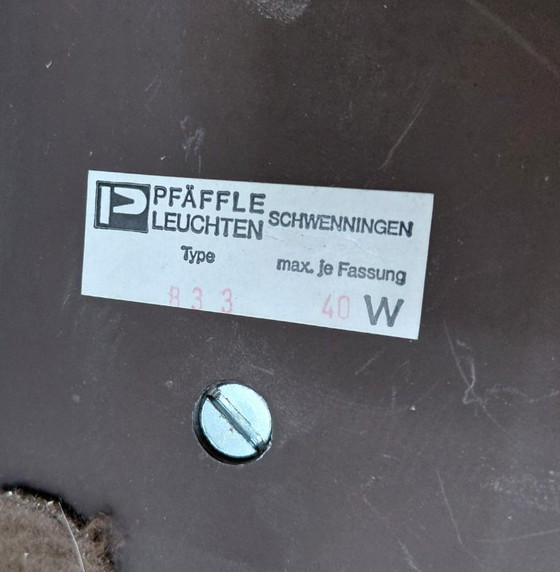 PFÄFFLE
LEUCHTEN SCHWENNINGEN
Type max. je Fassung
833 40 W